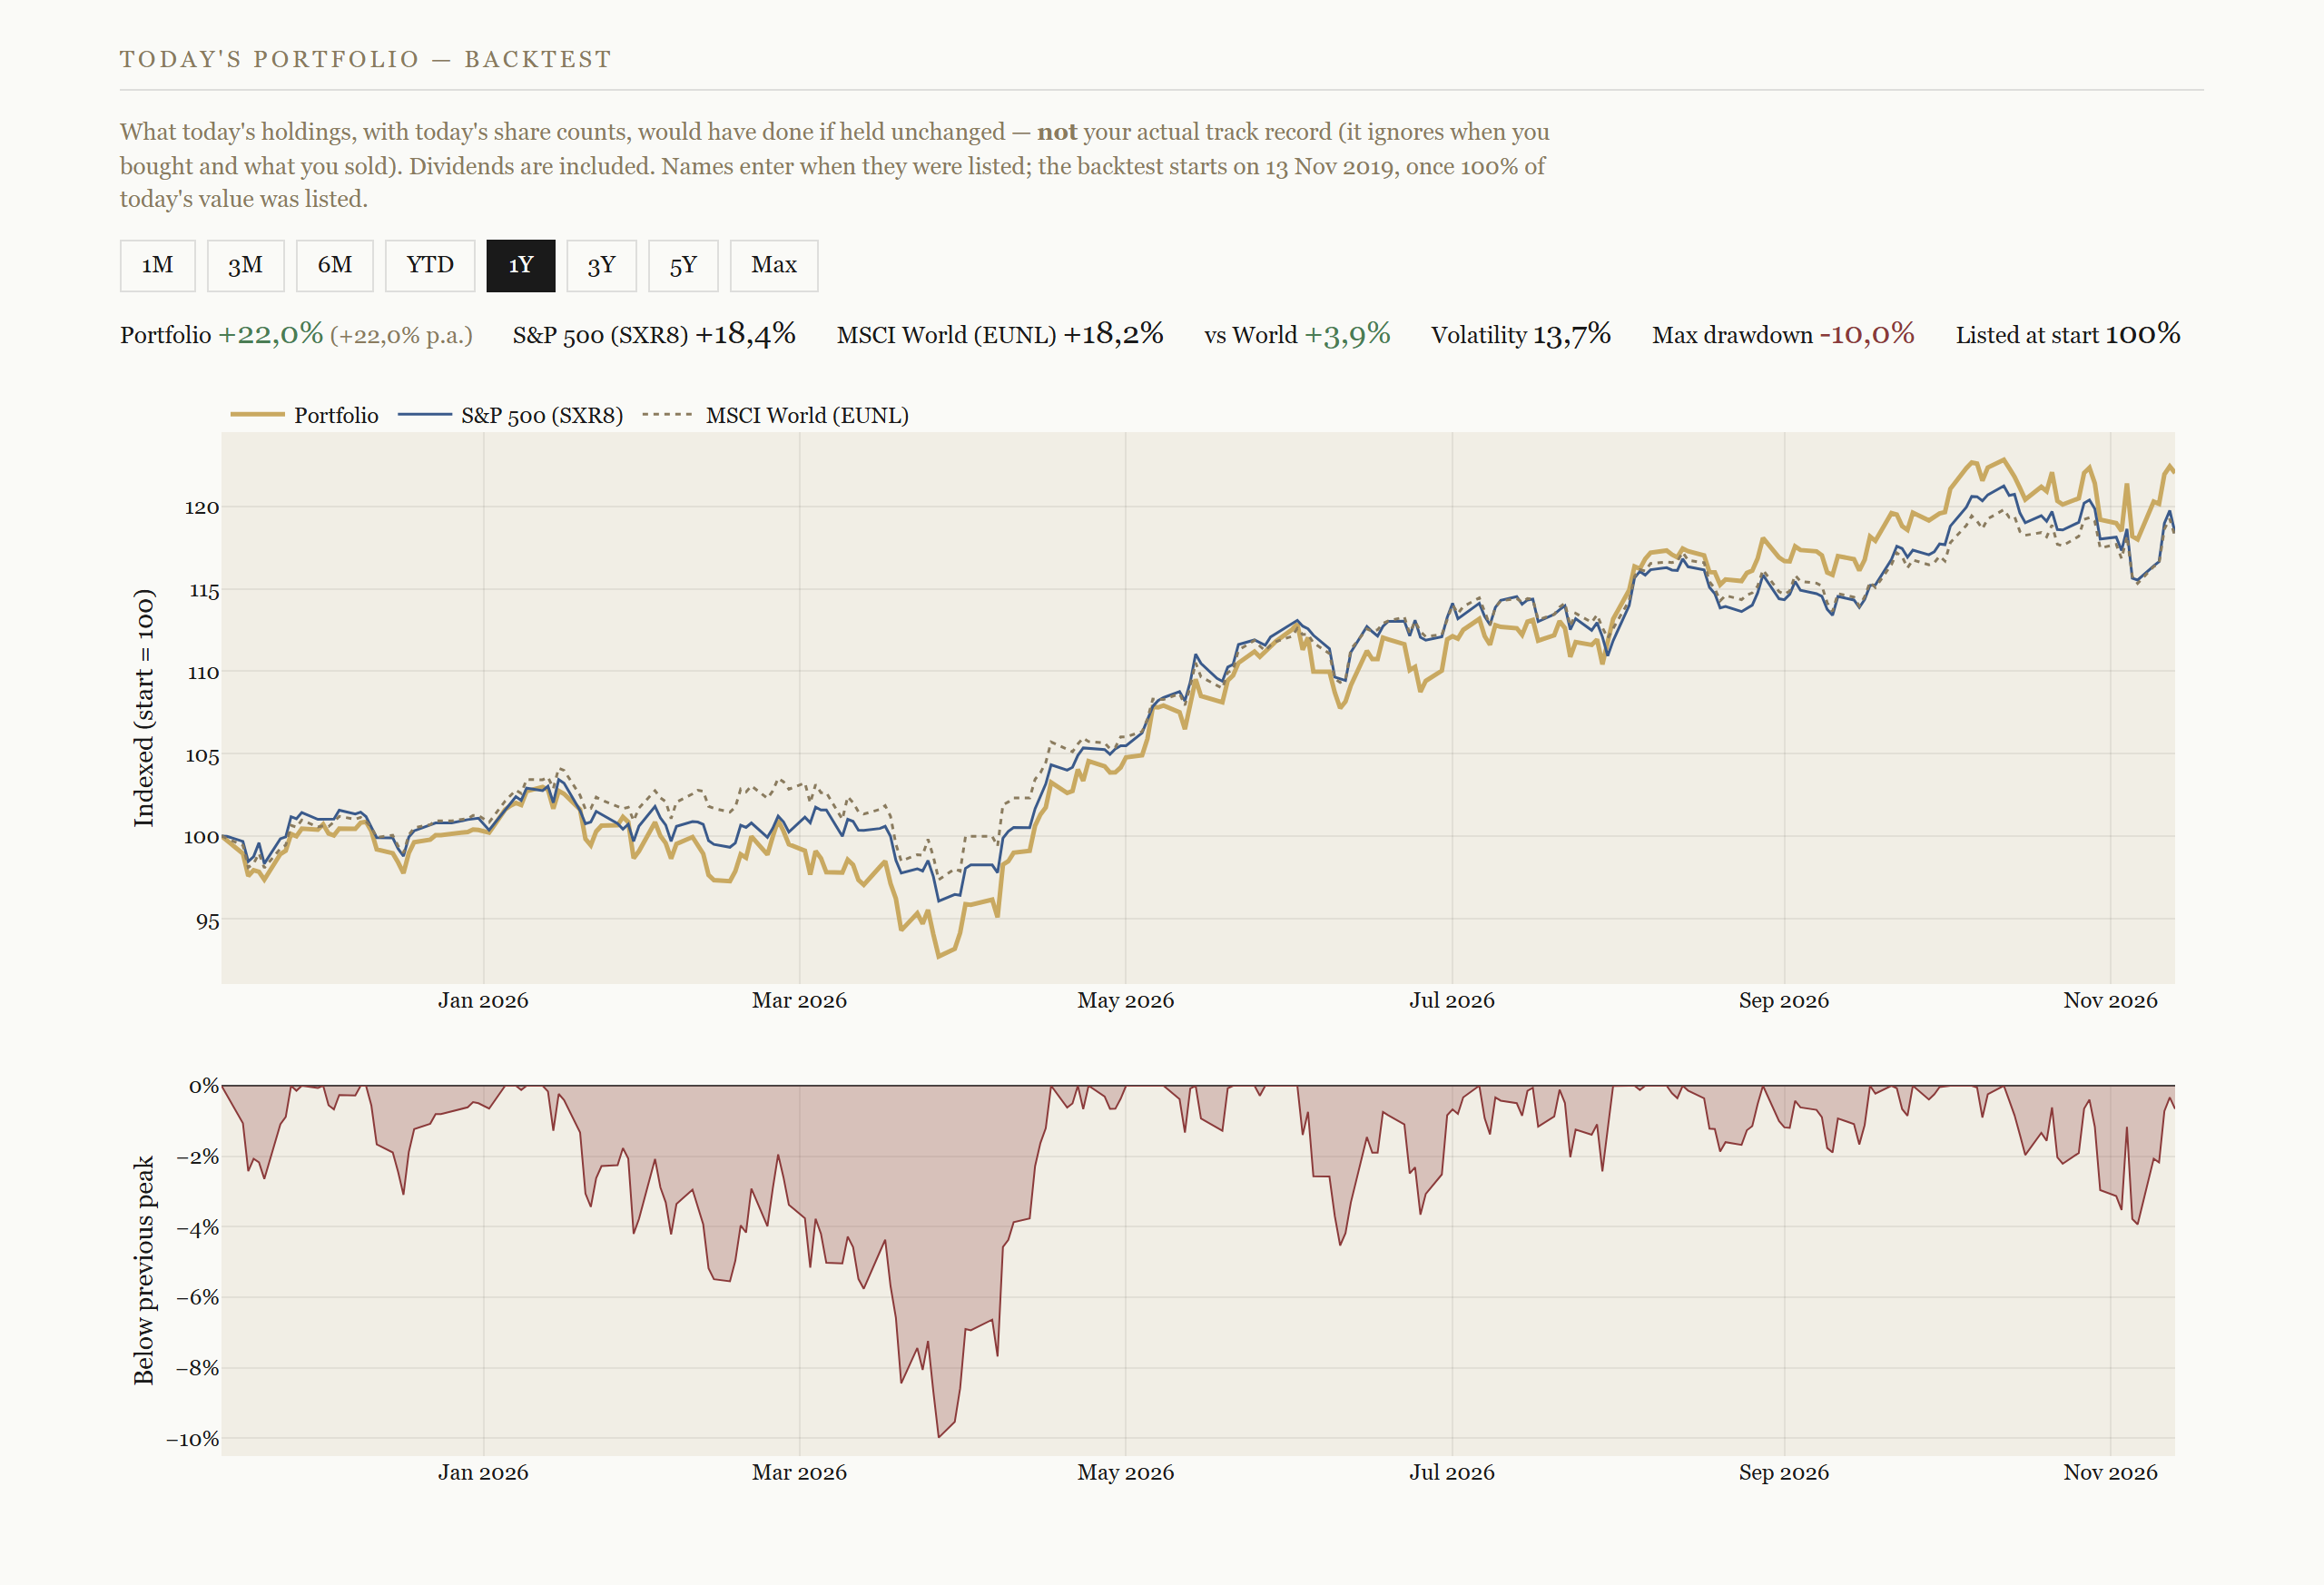 TODAY'S PORTFOLIO — BACKTEST
What today's holdings, with today's share counts, would have done if held unchanged — not your actual track record (it ignores when you
bought and what you sold). Dividends are included. Names enter when they were listed; the backtest starts on 13 Nov 2019, once 100% of
today's value was listed.
1M 3M 6M YTD 1Y 3Y 5Y Max
Portfolio +22,0% (+22,0% p.a.) S&P 500 (SXR8) +18,4% MSCI World (EUNL) +18,2% vs World +3,9% Volatility 13,7% Max drawdown -10,0% Listed at start 100%
Portfolio S&P 500 (SXR8) MSCI World (EUNL)
Indexed (start = 100)
120
115
110
105
100
95
Jan 2026 Mar 2026 May 2026 Jul 2026 Sep 2026 Nov 2026
Below previous peak
0%
−2%
−4%
−6%
−8%
−10%
Jan 2026 Mar 2026 May 2026 Jul 2026 Sep 2026 Nov 2026